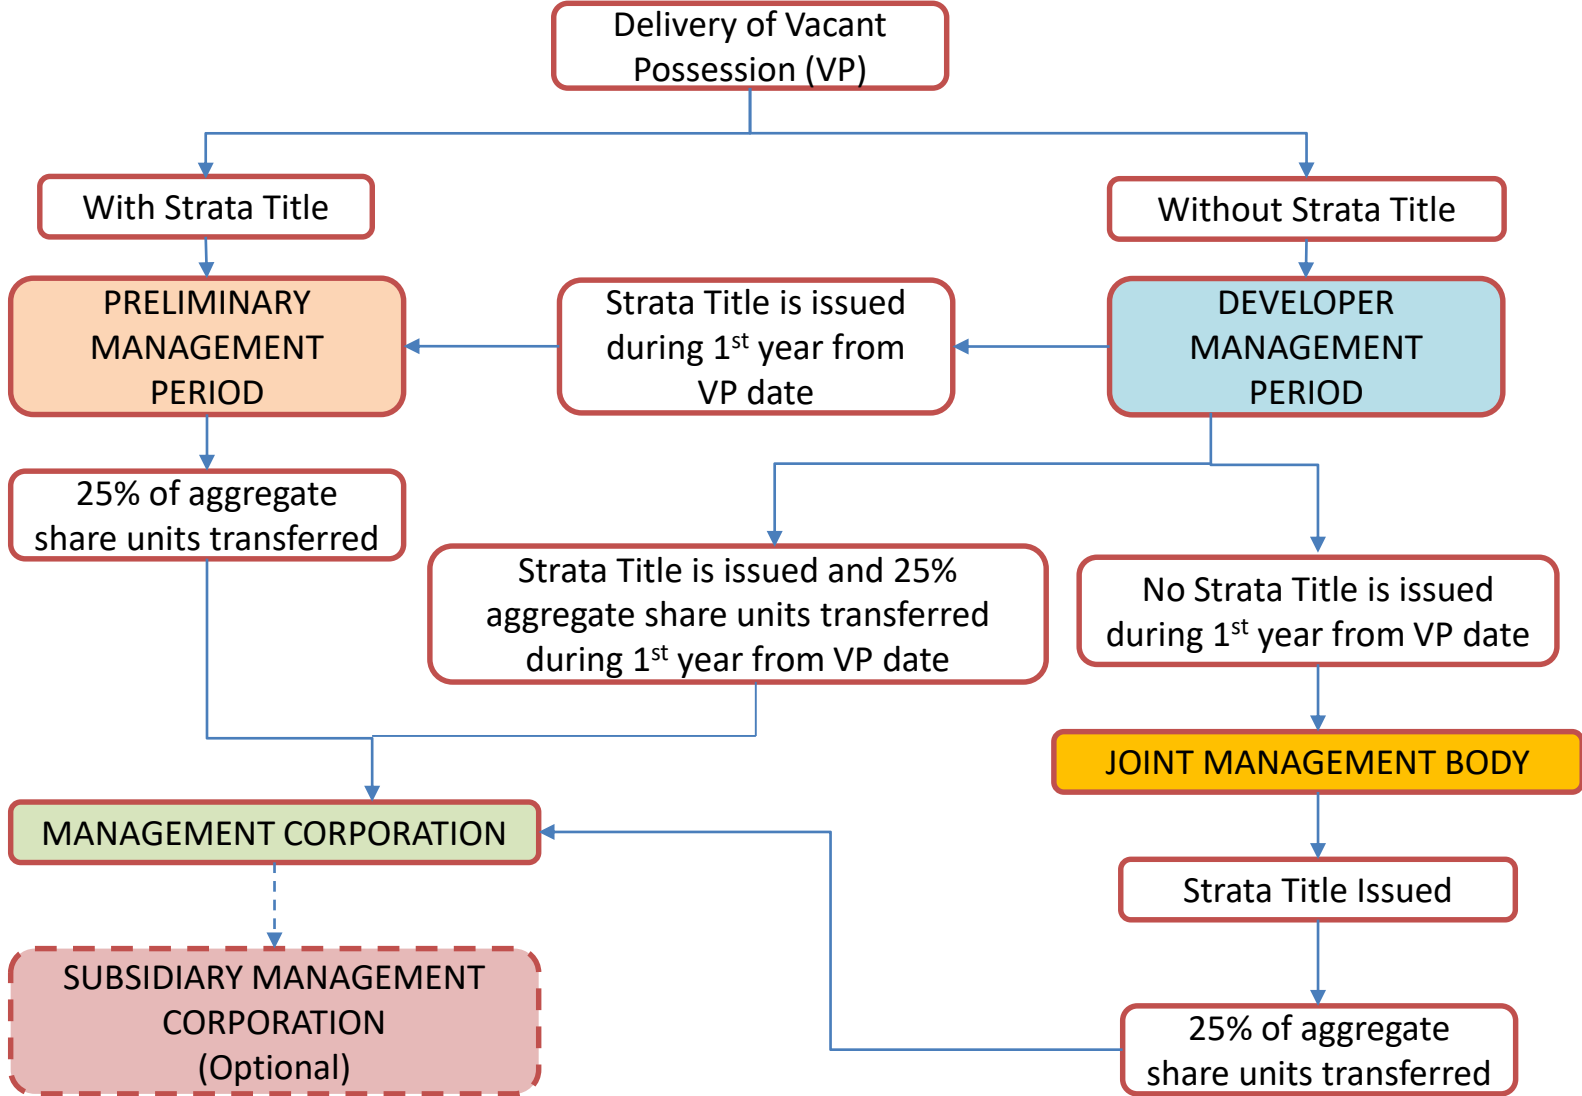 Delivery of Vacant
Possession (VP)
With Strata Title
Without Strata Title
PRELIMINARY
MANAGEMENT
PERIOD
Strata Title is issued
during 1st year from
VP date
DEVELOPER
MANAGEMENT
PERIOD
25% of aggregate
share units transferred
Strata Title is issued and 25%
aggregate share units transferred
during 1st year from VP date
No Strata Title is issued
during 1st year from VP date
JOINT MANAGEMENT BODY
MANAGEMENT CORPORATION
Strata Title Issued
SUBSIDIARY MANAGEMENT
CORPORATION
(Optional)
25% of aggregate
share units transferred